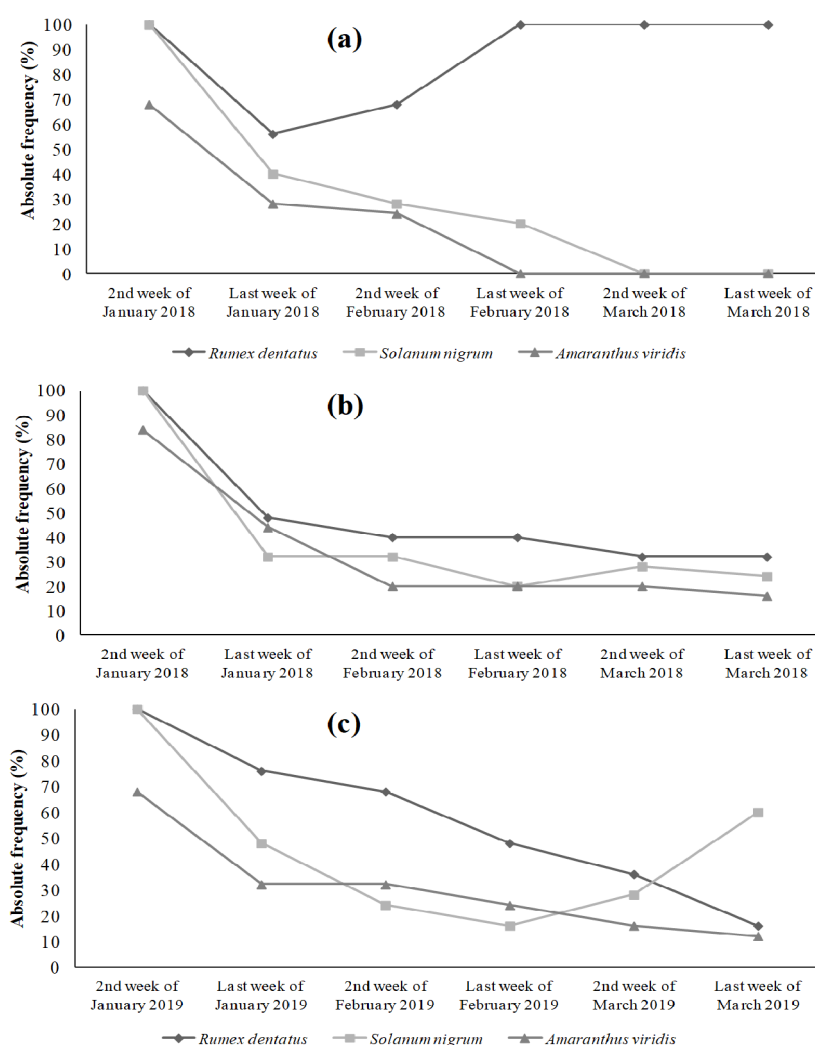 (a)
Absolute frequency (%)
100
90
80
70
60
50
40
30
20
10
0
2nd week of January 2018
Last week of January 2018
2nd week of February 2018
Last week of February 2018
2nd week of March 2018
Last week of March 2018
Rumex dentatus Solanum nigrum Amaranthus viridis
(b)
Absolute frequency (%)
100
90
80
70
60
50
40
30
20
10
0
2nd week of January 2018
Last week of January 2018
2nd week of February 2018
Last week of February 2018
2nd week of March 2018
Last week of March 2018
(c)
Absolute frequency (%)
100
90
80
70
60
50
40
30
20
10
0
2nd week of January 2019
Last week of January 2019
2nd week of February 2019
Last week of February 2019
2nd week of March 2019
Last week of March 2019
Rumex dentatus Solanum nigrum Amaranthus viridis